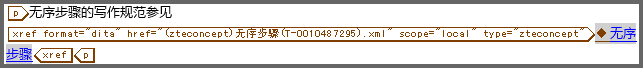 p 无序步骤的写作规范参见
xref format="dita" href="(zteconcept)无序步骤(T-0010487295).xml" scope="local" type="zteconcept" ◆ 无序
步骤 xref p